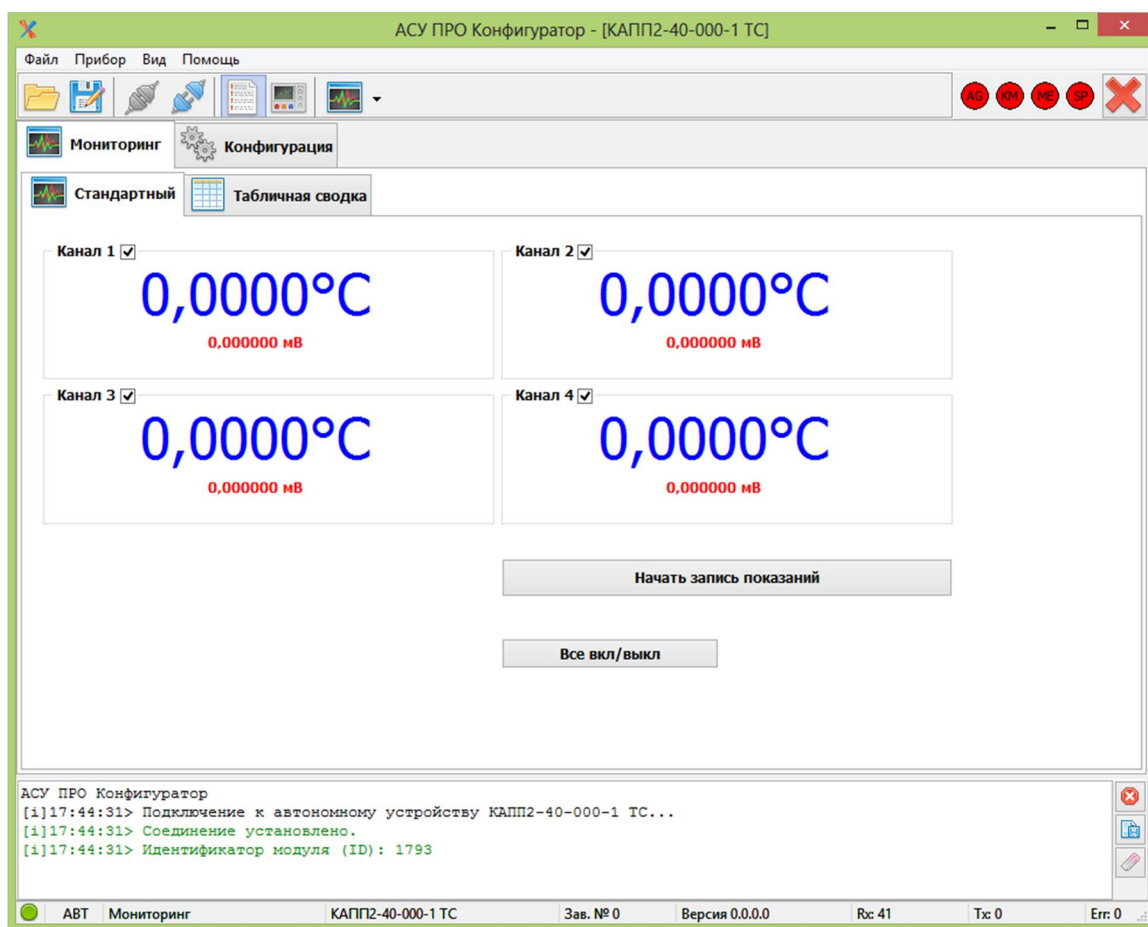 АСУ ПРО Конфигуратор - [КАПП2-40-000-1 ТС]
Файл Прибор Вид Помощь
AG KM ME SP
Мониторинг Конфигурация
Стандартный Табличная сводка
Канал 1 Канал 2
0,0000°C 0,0000°C
0,000000 мВ 0,000000 мВ
Канал 3 Канал 4
0,0000°C 0,0000°C
0,000000 мВ 0,000000 мВ
Начать запись показаний
Все вкл/выкл
АСУ ПРО Конфигуратор
[i]17:44:31> Подключение к автономному устройству КАПП2-40-000-1 ТС...
[i]17:44:31> Соединение установлено.
[i]17:44:31> Идентификатор модуля (ID): 1793
АВТ Мониторинг КАПП2-40-000-1 ТС Зав. № 0 Версия 0.0.0.0 Rx: 41 Tx: 0 Err: 0